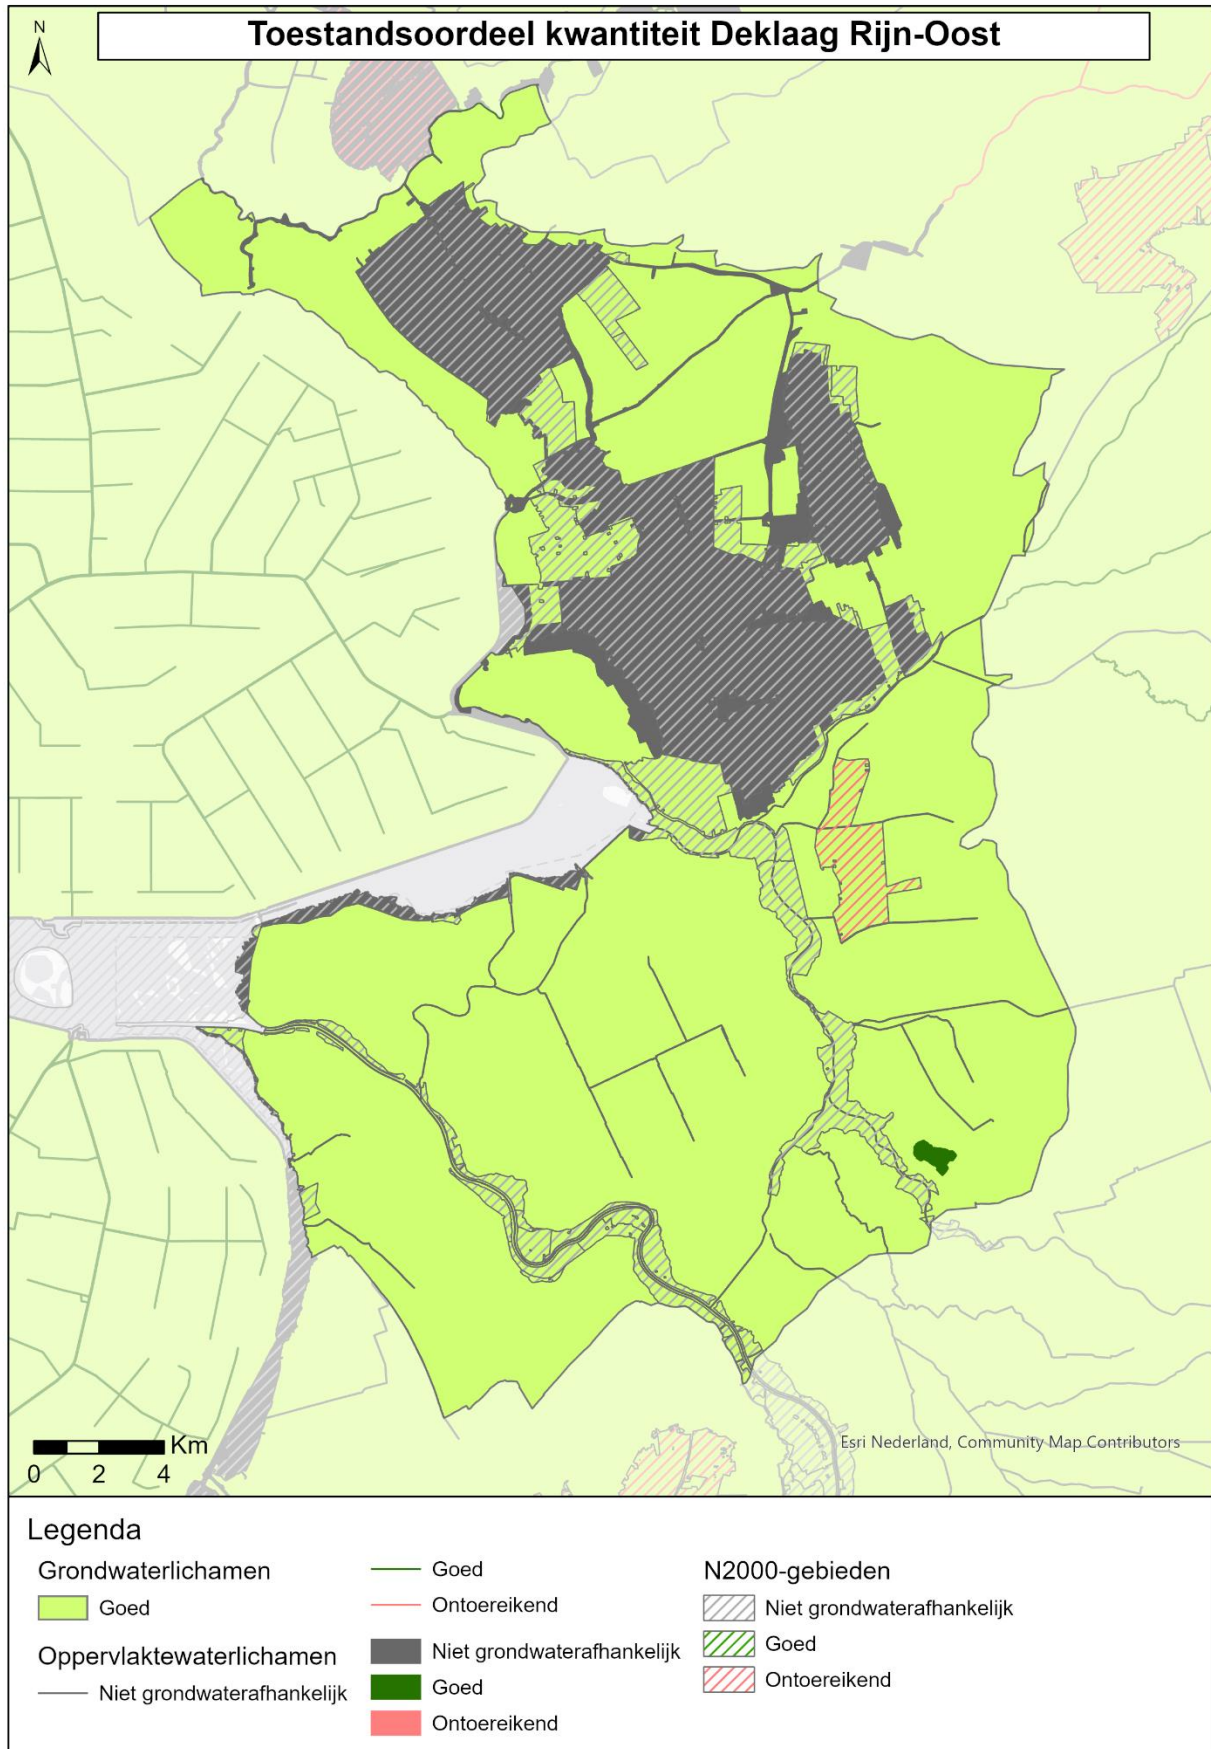 Toestandsoordeel kwantiteit Deklaag Rijn-Oost
N
Km
0 2 4
Esri Nederland, Community Map Contributors
Legenda
Grondwaterlichamen
Goed
Oppervlaktewaterlichamen
Niet grondwaterafhankelijk
Goed
Ontoereikend
Niet grondwaterafhankelijk
Goed
Ontoereikend
N2000-gebieden
Niet grondwaterafhankelijk
Goed
Ontoereikend